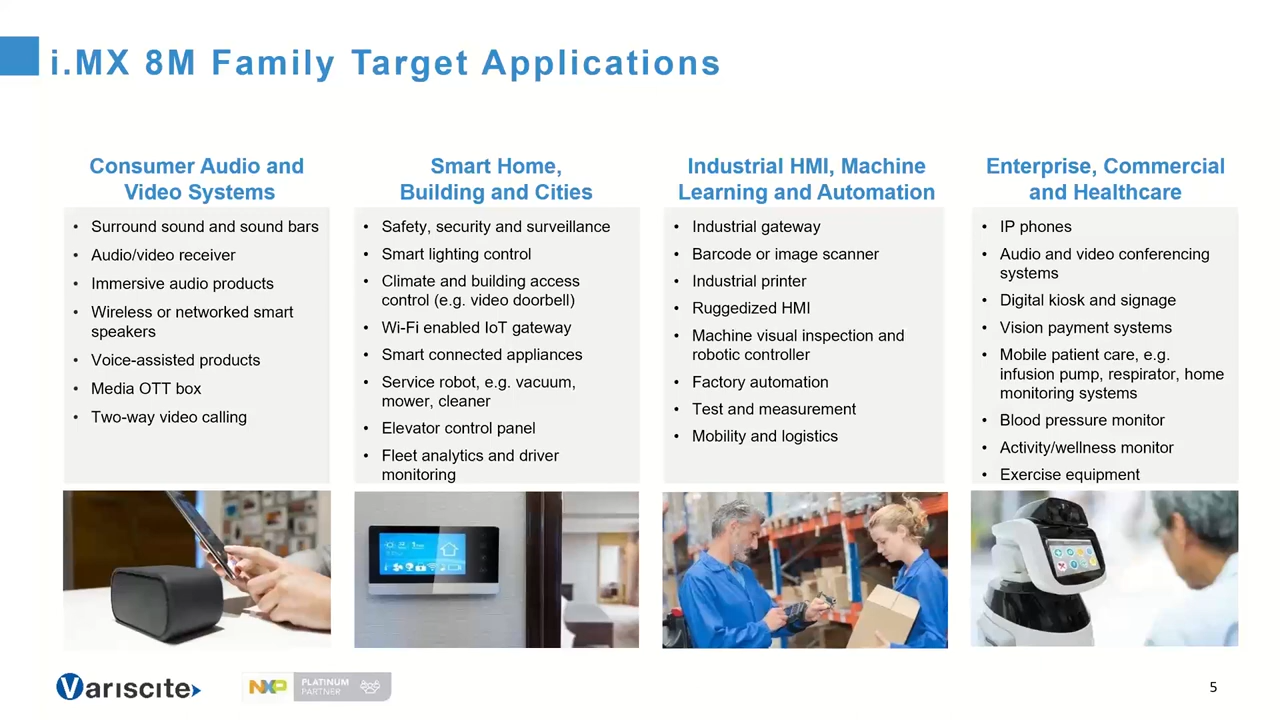 i.MX 8M Family Target Applications
Consumer Audio and
Video Systems
• Surround sound and sound bars
• Audio/video receiver
• Immersive audio products
• Wireless or networked smart
speakers
• Voice-assisted products
• Media OTT box
• Two-way video calling
Smart Home,
Building and Cities
• Safety, security and surveillance
• Smart lighting control
• Climate and building access
control (e.g. video doorbell)
• Wi-Fi enabled IoT gateway
• Smart connected appliances
• Service robot, e.g. vacuum,
mower, cleaner
• Elevator control panel
• Fleet analytics and driver
monitoring
Industrial HMI, Machine
Learning and Automation
• Industrial gateway
• Barcode or image scanner
• Industrial printer
• Ruggedized HMI
• Machine visual inspection and
robotic controller
• Factory automation
• Test and measurement
• Mobility and logistics
Enterprise, Commercial
and Healthcare
• IP phones
• Audio and video conferencing
systems
• Digital kiosk and signage
• Vision payment systems
• Mobile patient care, e.g.
infusion pump, respirator, home
monitoring systems
• Blood pressure monitor
• Activity/wellness monitor
• Exercise equipment
VARISCITE
NXP
PLATINUM
PARTNER
5